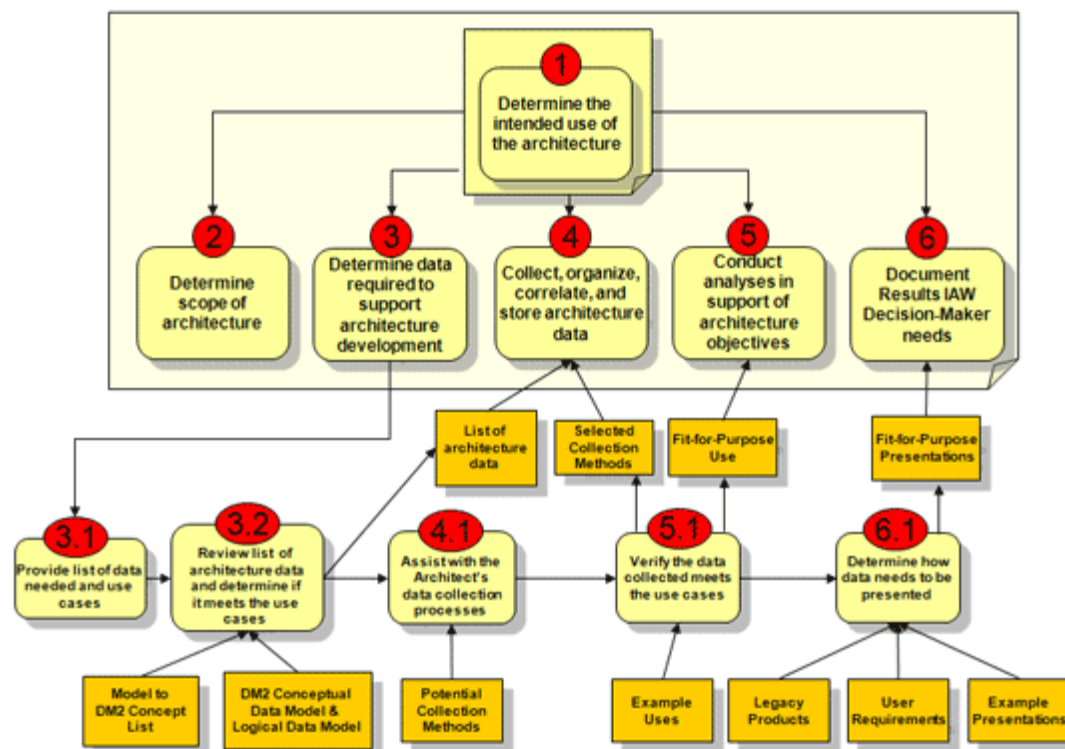 1
Determine the
intended use of
the architecture
2
Determine
scope of
architecture
3
Determine data
required to
support
architecture
development
4
Collect, organize,
correlate, and
store architecture
data
5
Conduct
analyses in
support of
architecture
objectives
6
Document
Results IAW
Decision-Maker
needs
List of
architecture
data
Selected
Collection
Methods
Fit-for-Purpose
Use
Fit-for-Purpose
Presentations
3.1
Provide list of data
needed and use
cases
3.2
Review list of
architecture data
and determine if
it meets the use
cases
4.1
Assist with the
Architect's
data collection
processes
5.1
Verify the data
collected meets
the use cases
6.1
Determine how
data needs to be
presented
Model to
DM2 Concept
List
DM2 Conceptual
Data Model &
Logical Data Model
Potential
Collection
Methods
Example
Uses
Legacy
Products
User
Requirements
Example
Presentations